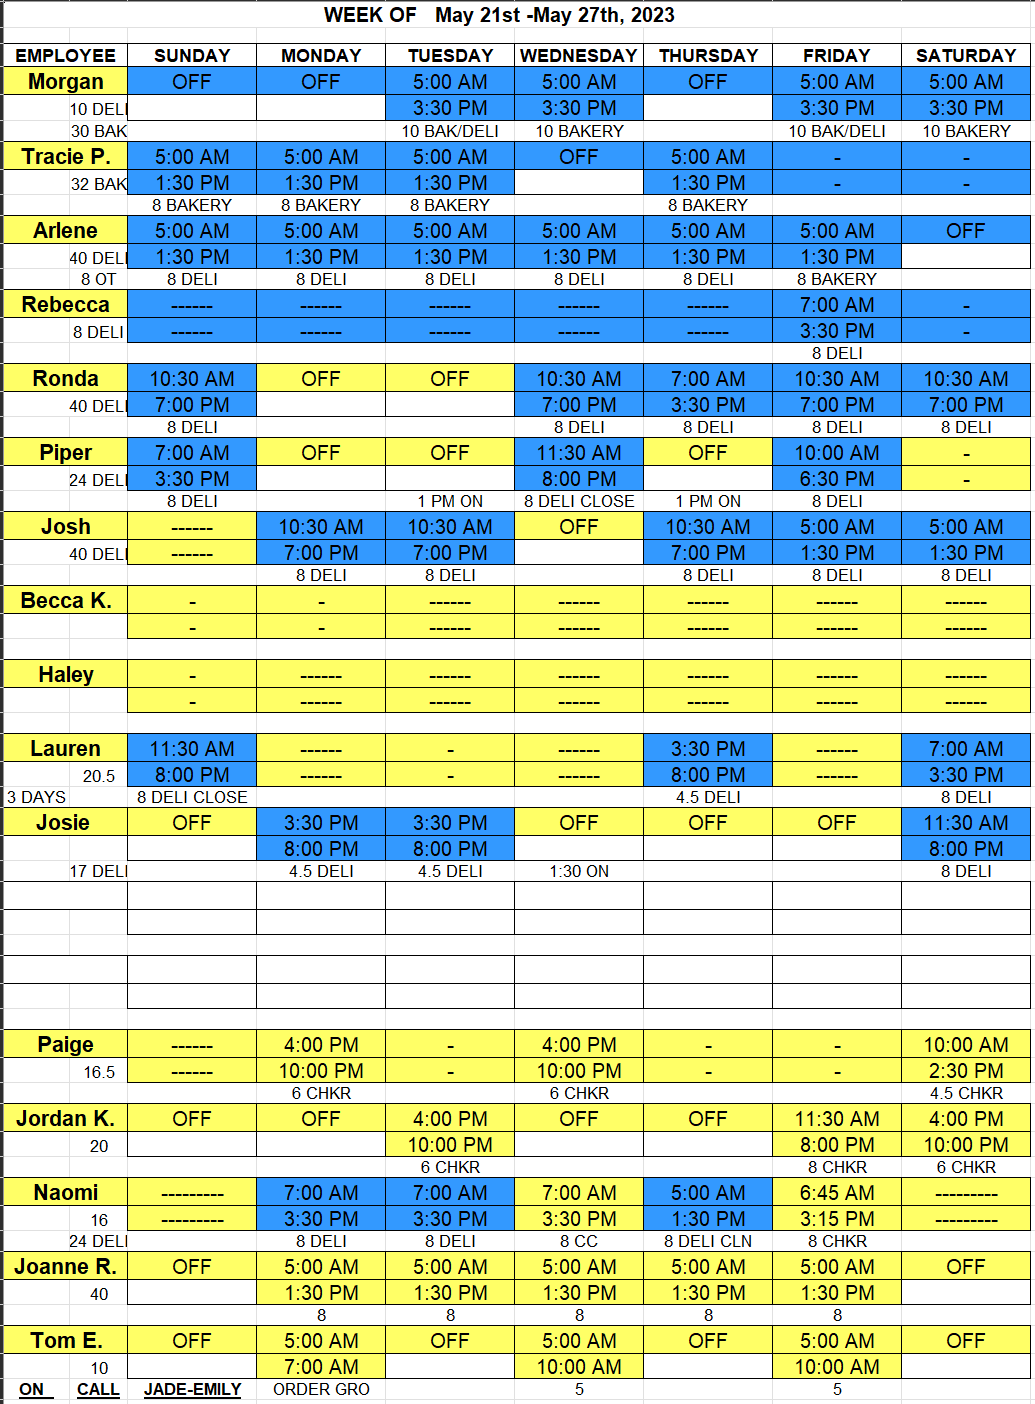 WEEK OF May 21st -May 27th, 2023
EMPLOYEE SUNDAY MONDAY TUESDAY WEDNESDAY THURSDAY FRIDAY SATURDAY
Morgan OFF OFF 5:00 AM 5:00 AM OFF 5:00 AM 5:00 AM
10 DELI 3:30 PM 3:30 PM 3:30 PM 3:30 PM
30 BAK 10 BAK/DELI 10 BAKERY 10 BAK/DELI 10 BAKERY
Tracie P. 5:00 AM 5:00 AM 5:00 AM OFF 5:00 AM - -
32 BAK 1:30 PM 1:30 PM 1:30 PM 1:30 PM - -
8 BAKERY 8 BAKERY 8 BAKERY 8 BAKERY
Arlene 5:00 AM 5:00 AM 5:00 AM 5:00 AM 5:00 AM 5:00 AM OFF
40 DELI 1:30 PM 1:30 PM 1:30 PM 1:30 PM 1:30 PM 1:30 PM
8 OT 8 DELI 8 DELI 8 DELI 8 DELI 8 DELI 8 BAKERY
Rebecca ------ ------ ------ ------ ------ 7:00 AM -
8 DELI ------ ------ ------ ------ ------ 3:30 PM -
8 DELI
Ronda 10:30 AM OFF OFF 10:30 AM 7:00 AM 10:30 AM 10:30 AM
40 DELI 7:00 PM 7:00 PM 3:30 PM 7:00 PM 7:00 PM
8 DELI 8 DELI 8 DELI 8 DELI 8 DELI
Piper 7:00 AM OFF OFF 11:30 AM OFF 10:00 AM -
24 DELI 3:30 PM 8:00 PM 6:30 PM -
8 DELI 1 PM ON 8 DELI CLOSE 1 PM ON 8 DELI
Josh ------ 10:30 AM 10:30 AM OFF 10:30 AM 5:00 AM 5:00 AM
40 DELI ------ 7:00 PM 7:00 PM 7:00 PM 1:30 PM 1:30 PM
8 DELI 8 DELI 8 DELI 8 DELI 8 DELI
Becca K. - - ------ ------ ------ ------ ------
- - ------ ------ ------ ------ ------
Haley - ------ ------ ------ ------ ------ ------
- ------ ------ ------ ------ ------ ------
Lauren 11:30 AM ------ - ------ 3:30 PM ------ 7:00 AM
20.5 8:00 PM ------ - ------ 8:00 PM ------ 3:30 PM
3 DAYS 8 DELI CLOSE 4.5 DELI 8 DELI
Josie OFF 3:30 PM 3:30 PM OFF OFF OFF 11:30 AM
8:00 PM 8:00 PM 8:00 PM
17 DELI 4.5 DELI 4.5 DELI 1:30 ON 8 DELI
Paige ------ 4:00 PM - 4:00 PM - - 10:00 AM
16.5 ------ 10:00 PM - 10:00 PM - - 2:30 PM
6 CHKR 6 CHKR 4.5 CHKR
Jordan K. OFF OFF 4:00 PM OFF OFF 11:30 AM 4:00 PM
20 10:00 PM 8:00 PM 10:00 PM
6 CHKR 8 CHKR 6 CHKR
Naomi --------- 7:00 AM 7:00 AM 7:00 AM 5:00 AM 6:45 AM ---------
16 --------- 3:30 PM 3:30 PM 3:30 PM 1:30 PM 3:15 PM ---------
24 DELI 8 DELI 8 DELI 8 CC 8 DELI CLN 8 CHKR
Joanne R. OFF 5:00 AM 5:00 AM 5:00 AM 5:00 AM 5:00 AM OFF
40 1:30 PM 1:30 PM 1:30 PM 1:30 PM 1:30 PM
8 8 8 8 8
Tom E. OFF 5:00 AM OFF 5:00 AM OFF 5:00 AM OFF
10 7:00 AM 10:00 AM 10:00 AM
ON CALL JADE-EMILY ORDER GRO 5 5